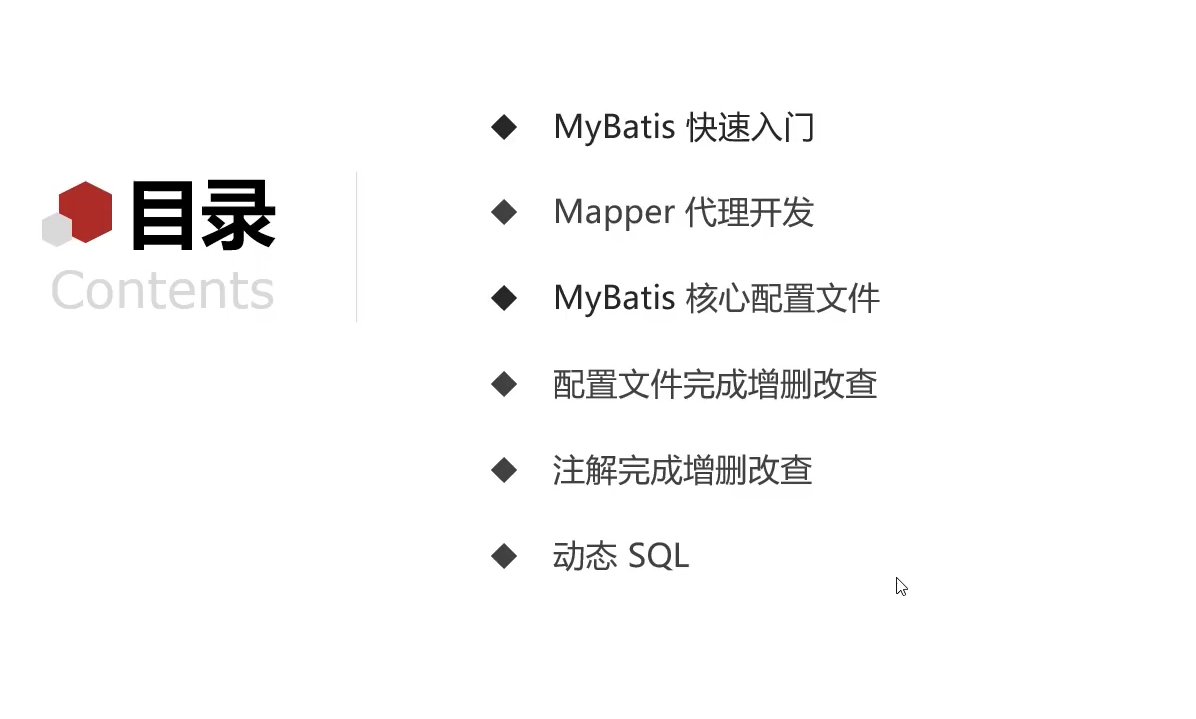 目录
Contents
MyBatis 快速入门
Mapper 代理开发
MyBatis 核心配置文件
配置文件完成增删改查
注解完成增删改查
动态 SQL